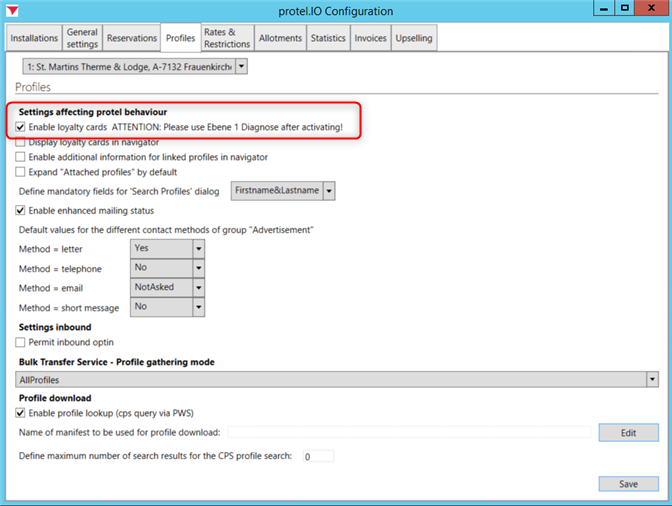 protel.IO Configuration
Installations
General settings
Reservations
Profiles
Rates & Restrictions
Allotments
Statistics
Invoices
Upselling
1: St. Martins Therme & Lodge, A-7132 Frauenkirche
Profiles
Settings affecting protel behaviour
Enable loyalty cards ATTENTION: Please use Ebene 1 Diagnose after activating!
Display loyalty cards in navigator
Enable additional information for linked profiles in navigator
Expand "Attached profiles" by default
Define mandatory fields for 'Search Profiles' dialog Firstname&Lastname
Enable enhanced mailing status
Default values for the different contact methods of group "Advertisement"
Method = letter Yes
Method = telephone No
Method = email NotAsked
Method = short message No
Settings inbound
Permit inbound optin
Bulk Transfer Service - Profile gathering mode
AllProfiles
Profile download
Enable profile lookup (cps query via PWS)
Name of manifest to be used for profile download: Edit
Define maximum number of search results for the CPS profile search: 0
Save